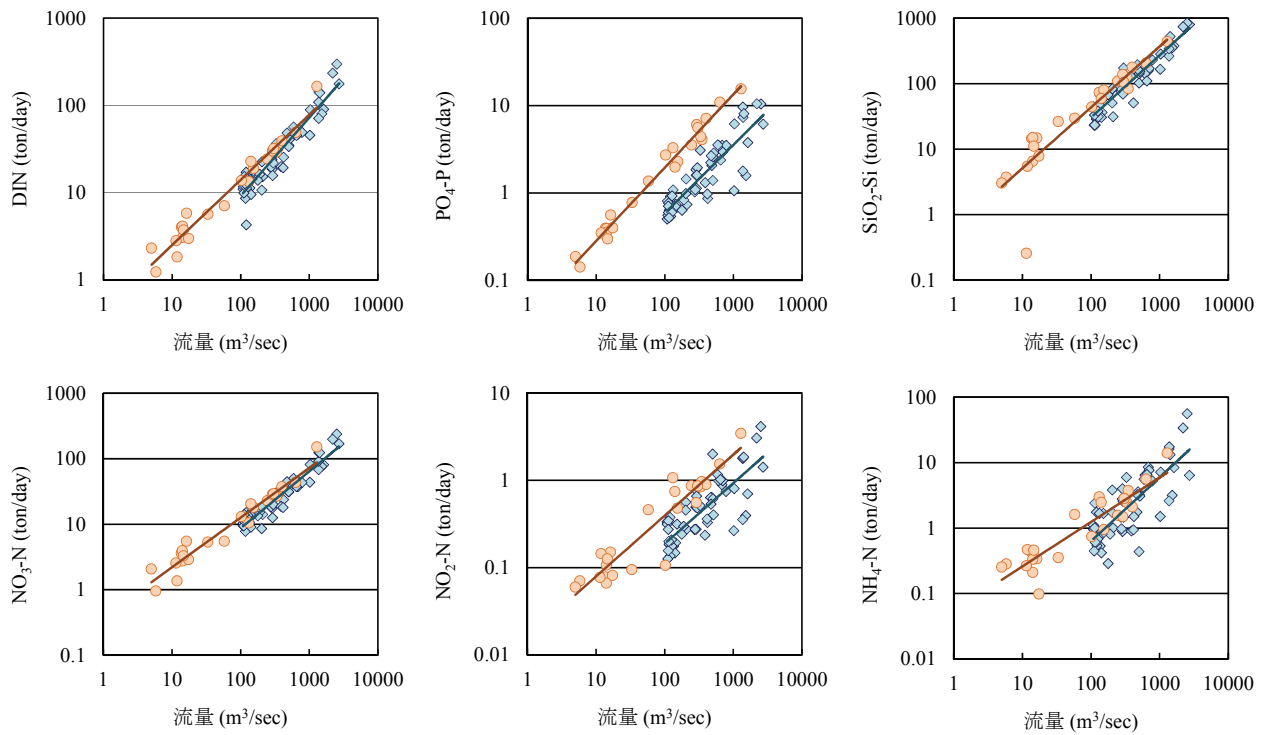 1000
100
10
1
DIN (ton/day)
1 10 100 1000 10000
流量 (m³/sec)
100
10
1
0.1
PO₄-P (ton/day)
1 10 100 1000 10000
流量 (m³/sec)
1000
100
10
1
0.1
SiO₂-Si (ton/day)
1 10 100 1000 10000
流量 (m³/sec)
1000
100
10
1
0.1
NO₃-N (ton/day)
1 10 100 1000 10000
流量 (m³/sec)
10
1
0.1
0.01
NO₂-N (ton/day)
1 10 100 1000 10000
流量 (m³/sec)
100
10
1
0.1
0.01
NH₄-N (ton/day)
1 10 100 1000 10000
流量 (m³/sec)